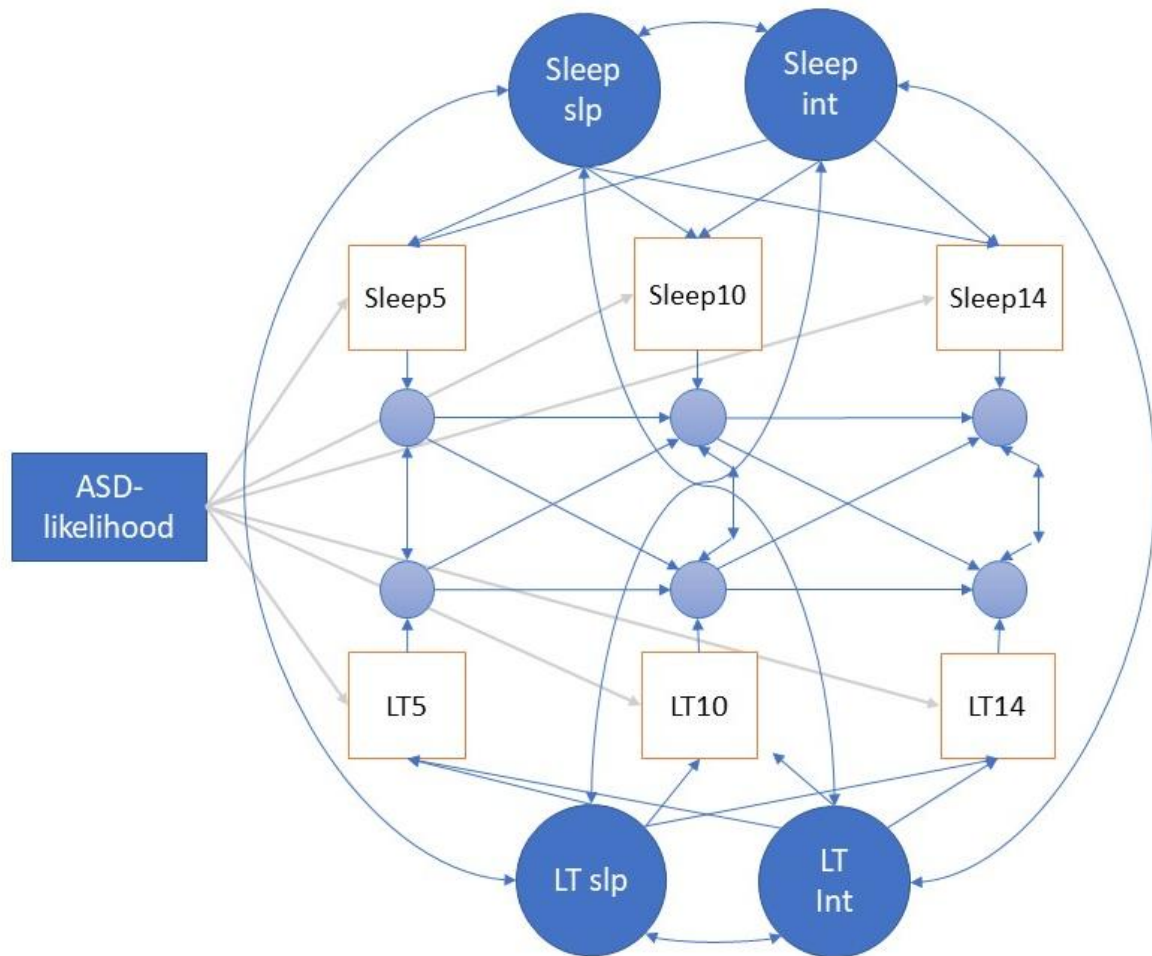 Sleep
slp
Sleep
int
Sleep5
Sleep10
Sleep14
ASD-
likelihood
LT5
LT10
LT14
LT slp
LT
Int